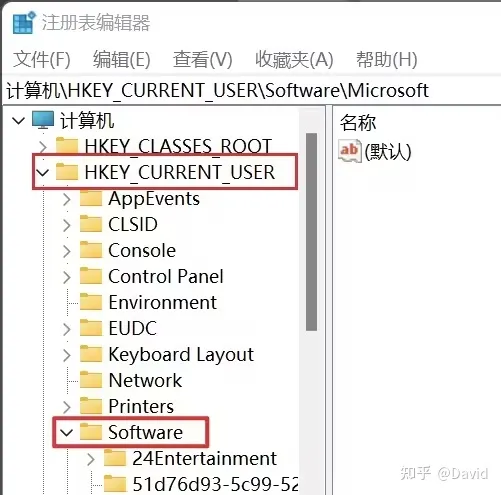 注册表编辑器
文件(F) 编辑(E) 查看(V) 收藏夹(A) 帮助(H)
计算机\HKEY_CURRENT_USER\Software\Microsoft
计算机
HKEY_CLASSES_ROOT
HKEY_CURRENT_USER
AppEvents
CLSID
Console
Control Panel
Environment
EUDC
Keyboard Layout
Network
Printers
Software
24Entertainment
51d76d93-5c99-52
名称
ab (默认)
知乎 @David